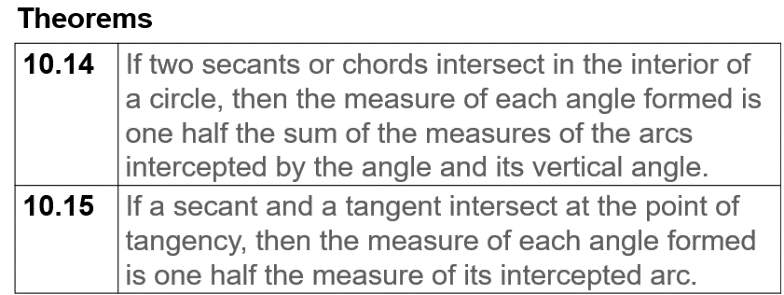 Theorems
10.14 If two secants or chords intersect in the interior of
a circle, then the measure of each angle formed is
one half the sum of the measures of the arcs
intercepted by the angle and its vertical angle.
10.15 If a secant and a tangent intersect at the point of
tangency, then the measure of each angle formed
is one half the measure of its intercepted arc.